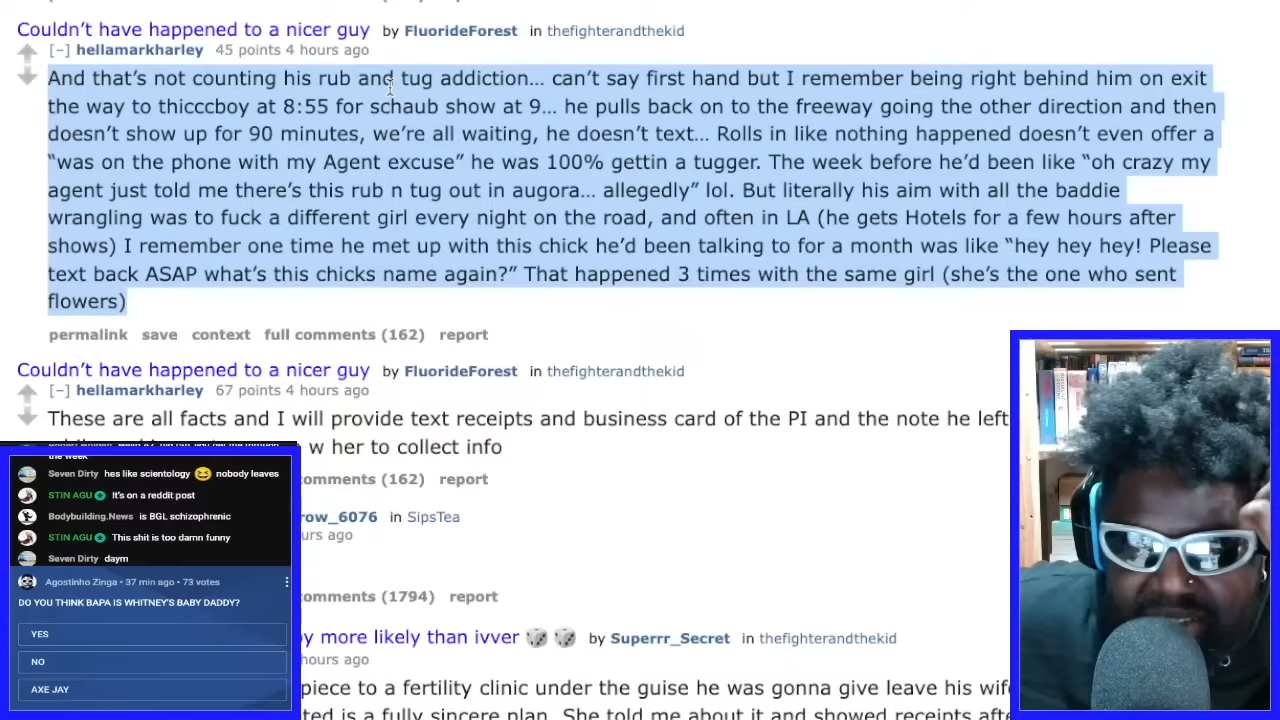 Couldn't have happened to a nicer guy by FluorideForest in thefighterandthekid
[–] hellamarkharley 45 points 4 hours ago
And that's not counting his rub and tug addiction... can't say first hand but I remember being right behind him on exit
the way to thicccboy at 8:55 for schaub show at 9... he pulls back on to the freeway going the other direction and then
doesn't show up for 90 minutes, we're all waiting, he doesn't text... Rolls in like nothing happened doesn't even offer a
“was on the phone with my Agent excuse” he was 100% gettin a tugger. The week before he'd been like “oh crazy my
agent just told me there's this rub n tug out in augora... allegedly” lol. But literally his aim with all the baddie
wrangling was to fuck a different girl every night on the road, and often in LA (he gets Hotels for a few hours after
shows) I remember one time he met up with this chick he'd been talking to for a month was like “hey hey hey! Please
text back ASAP what's this chicks name again?” That happened 3 times with the same girl (she's the one who sent
flowers)
permalink save context full comments (162) report
Couldn't have happened to a nicer guy by FluorideForest in thefighterandthekid
[–] hellamarkharley 67 points 4 hours ago
These are all facts and I will provide text receipts and business card of the PI and the note he left
w her to collect info
comments (162) report
row_6076 in SipsTea
urs ago
comments (1794) report
y more likely than ivver 🎲 🎲 by Superrr_Secret in thefighterandthekid
hours ago
piece to a fertility clinic under the guise he was gonna give leave his wif
ted is a fully sincere plan. She told me about it and showed receipts aft
the week
Seven Dirty hes like scientology 😆 nobody leaves
STIN AGU It's on a reddit post
Bodybuilding.News is BGL schizophrenic
STIN AGU This shit is too damn funny
Seven Dirty daym
Agostinho Zinga • 37 min ago • 73 votes
DO YOU THINK BAPA IS WHITNEY'S BABY DADDY?
YES
NO
AXE JAY